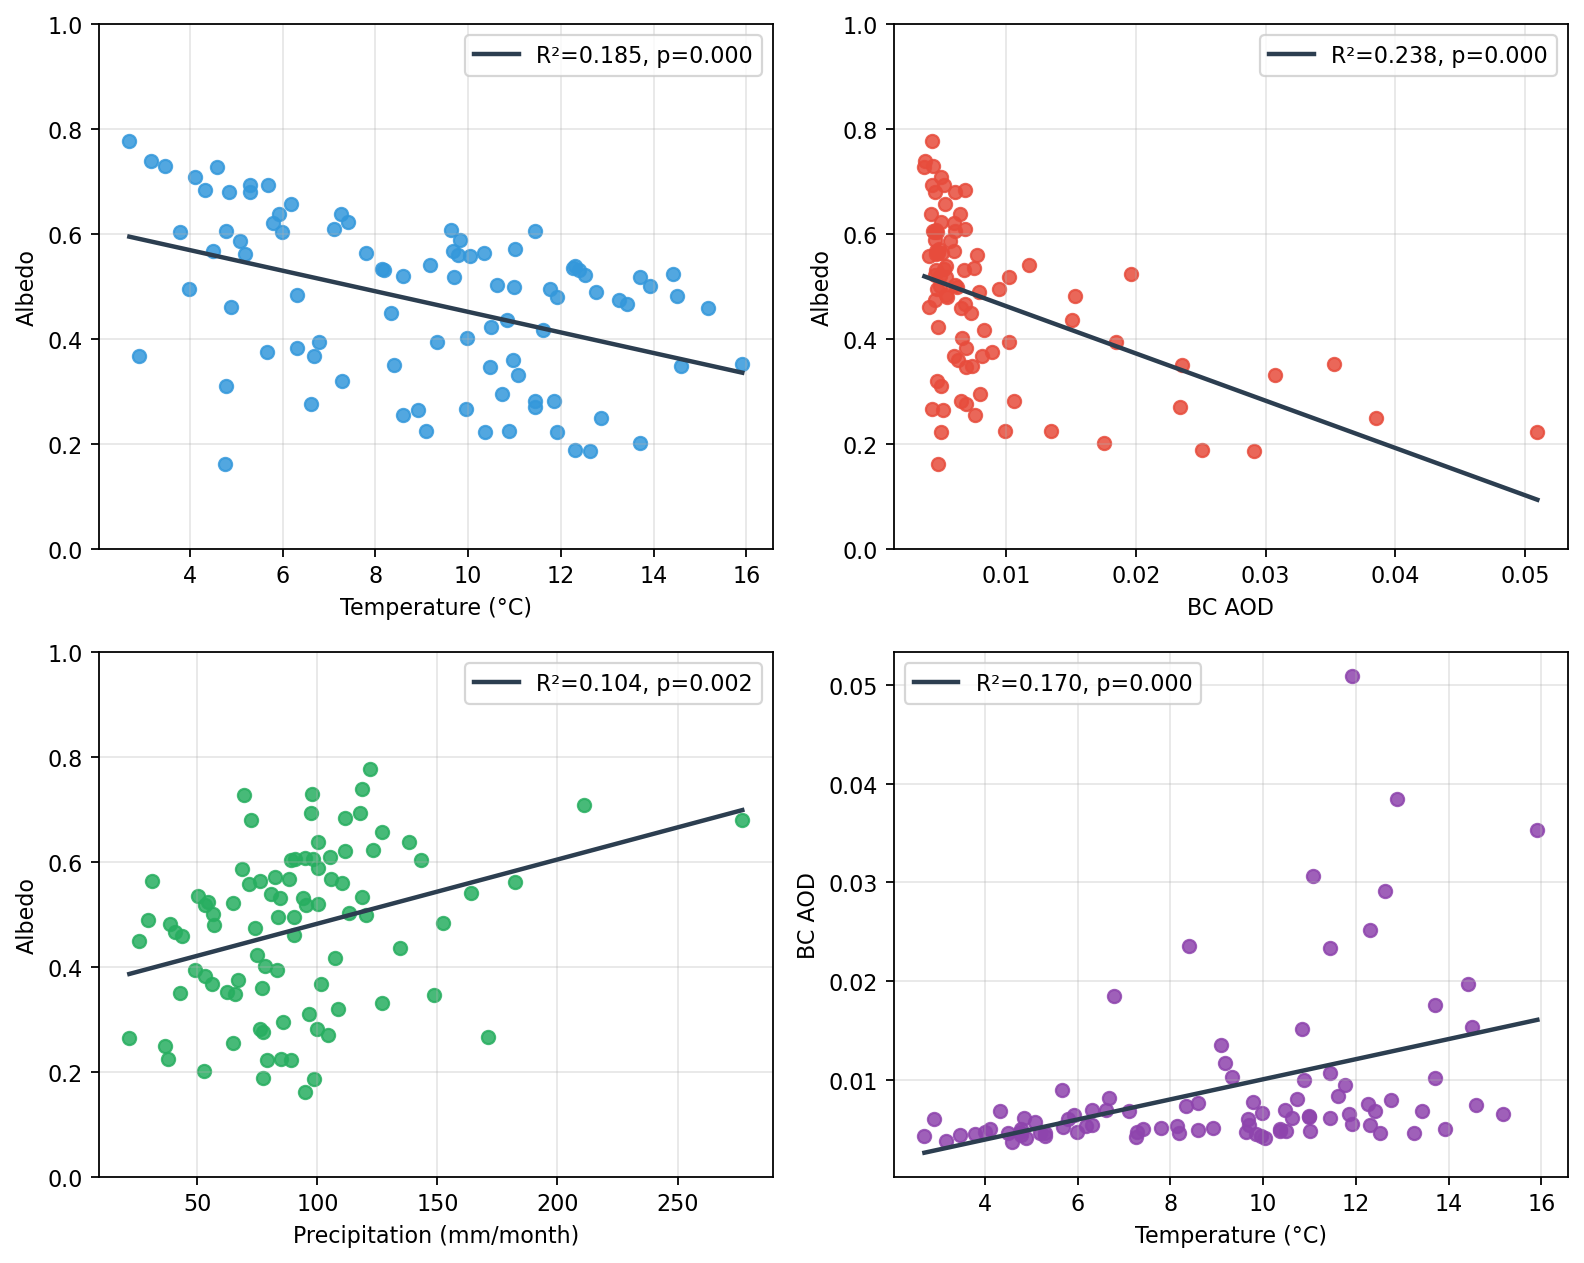 1.0
0.8
0.6
0.4
0.2
0.0
Albedo
R²=0.185, p=0.000
4 6 8 10 12 14 16
Temperature (°C)
1.0
0.8
0.6
0.4
0.2
0.0
Albedo
R²=0.238, p=0.000
0.01 0.02 0.03 0.04 0.05
BC AOD
1.0
0.8
0.6
0.4
0.2
0.0
Albedo
R²=0.104, p=0.002
50 100 150 200 250
Precipitation (mm/month)
0.05
0.04
0.03
0.02
0.01
BC AOD
R²=0.170, p=0.000
4 6 8 10 12 14 16
Temperature (°C)